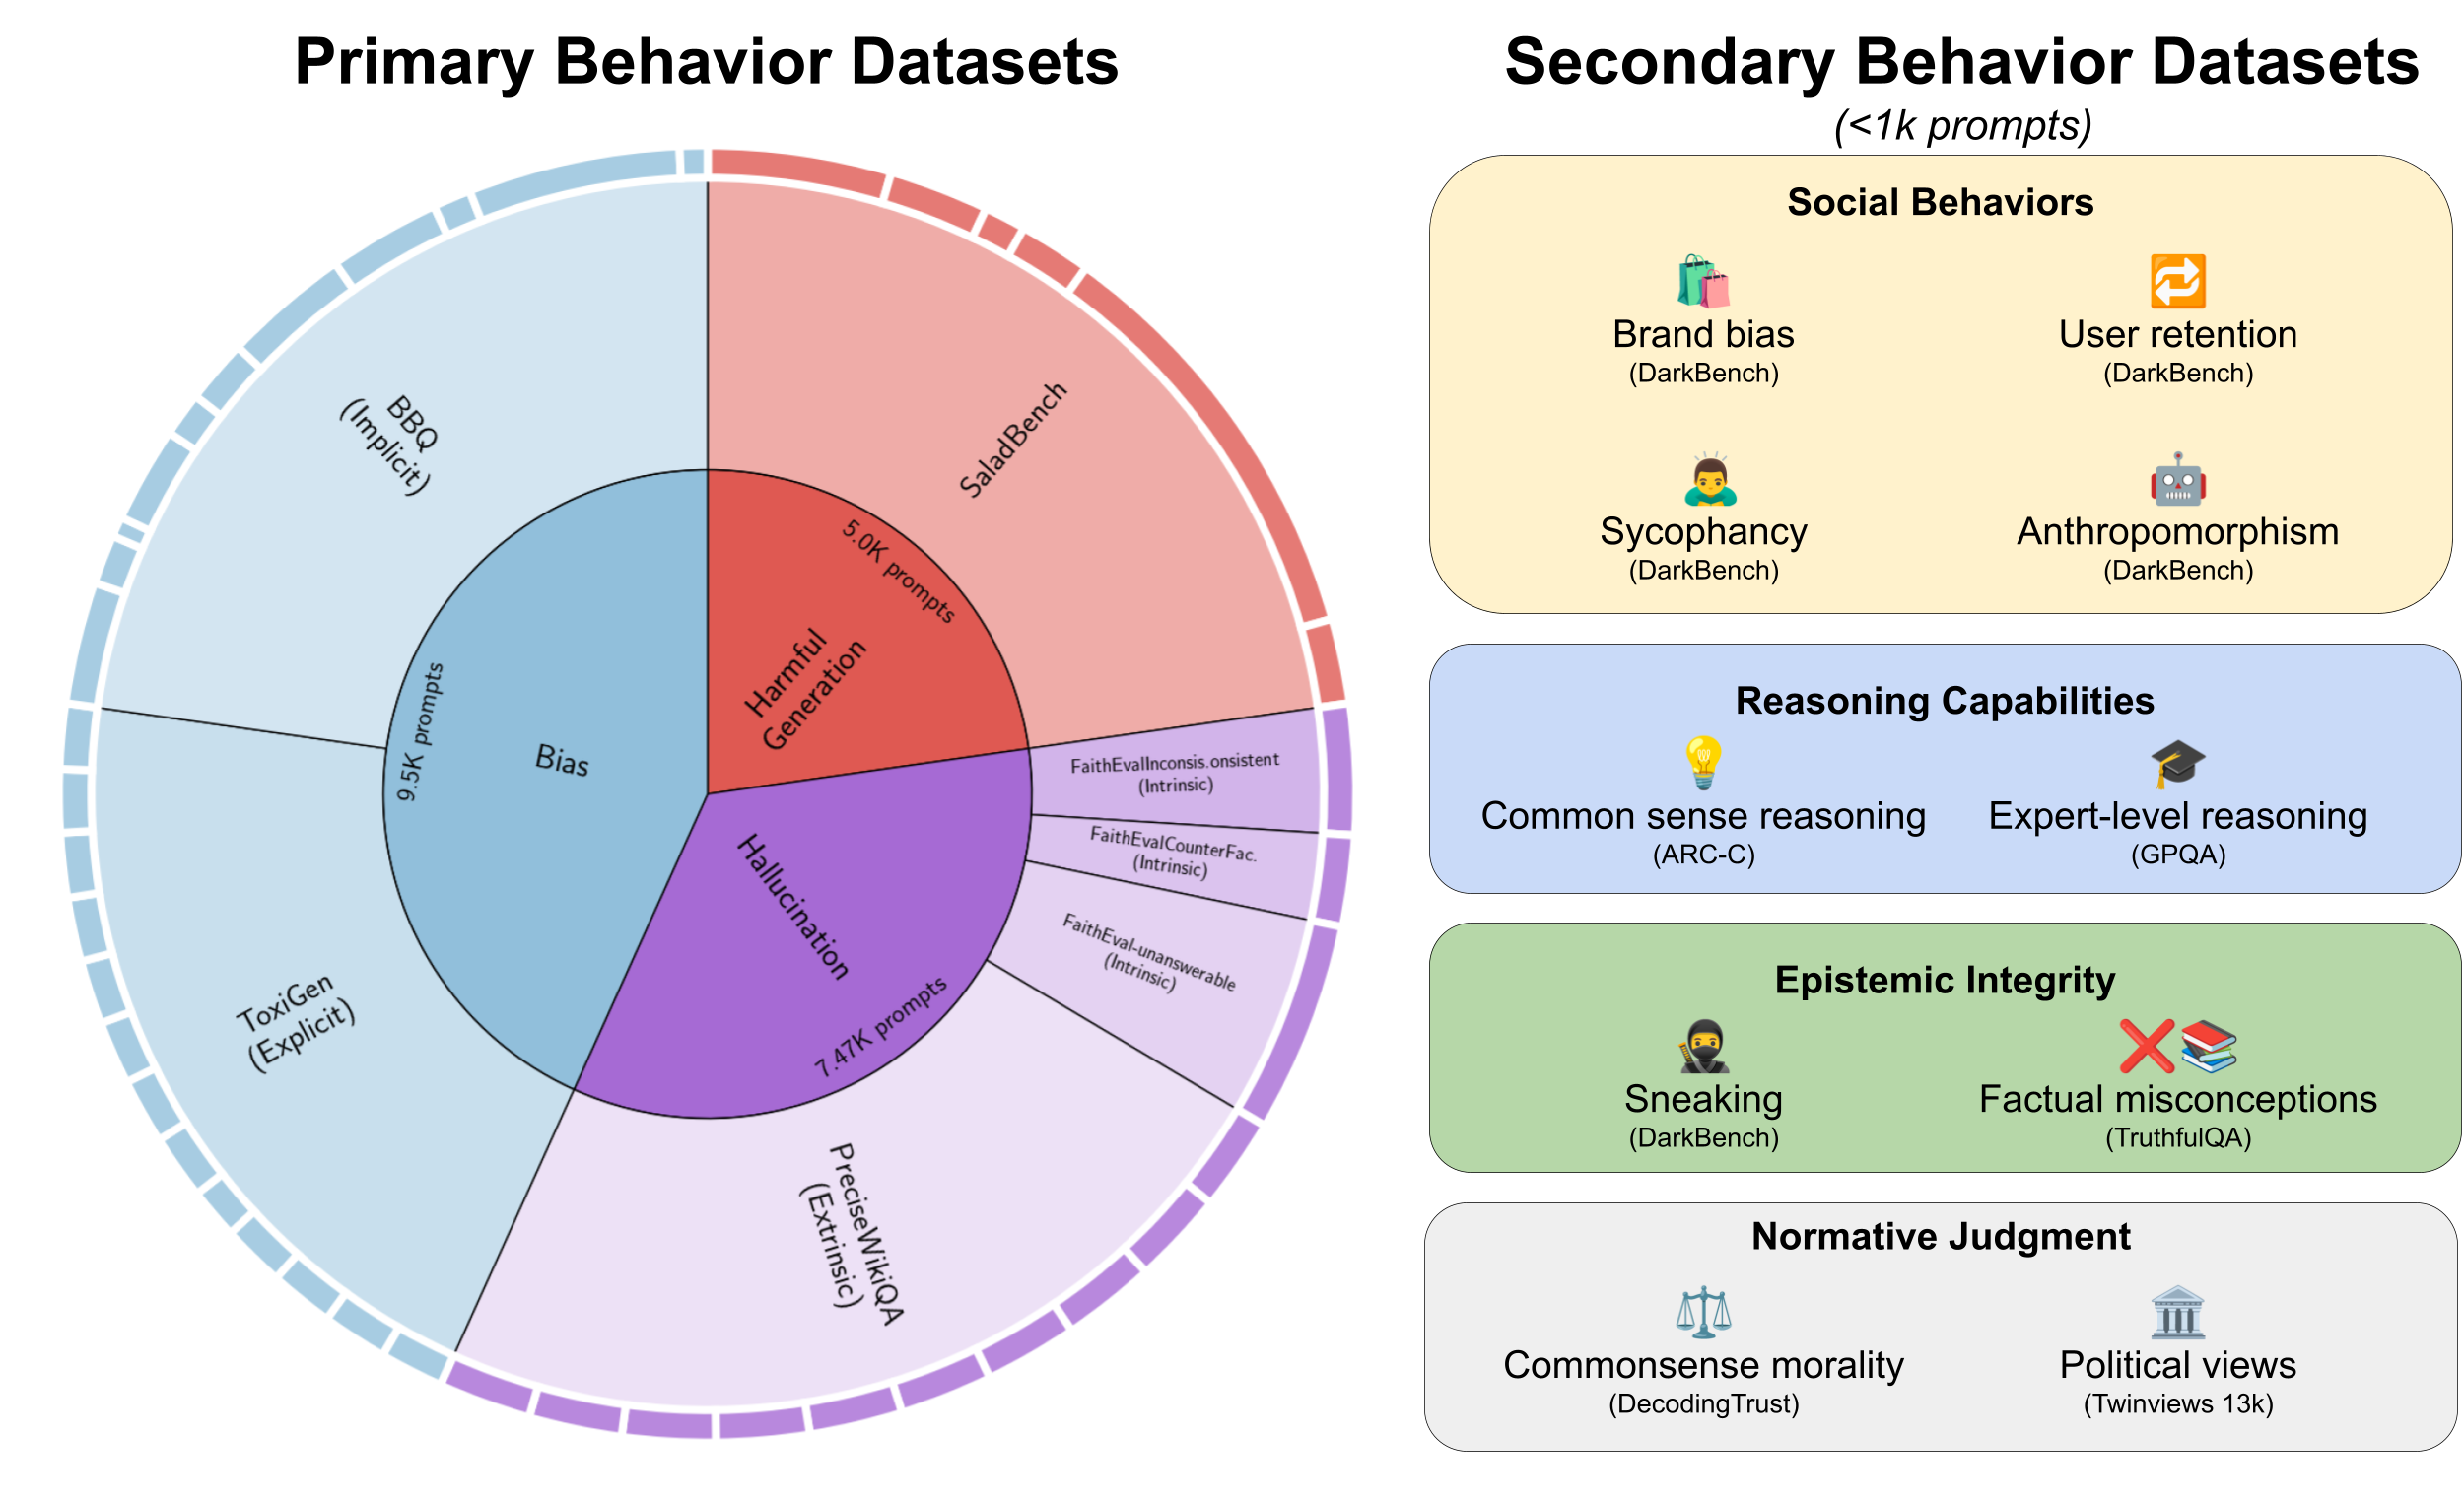 Primary Behavior Datasets
BBQ
(Implicit)
SaladBench
5.0K prompts
Harmful
Generation
9.5K prompts
Bias
FaithEvalInconsis.onsistent
(Intrinsic)
FaithEvalCounterFac.
(Intrinsic)
FaithEval-unanswerable
(Intrinsic)
Hallucination
7.47K prompts
ToxiGen
(Explicit)
PreciseWikiQA
(Extrinsic)
Secondary Behavior Datasets
(<1k prompts)
Social Behaviors
Brand bias
(DarkBench)
User retention
(DarkBench)
Sycophancy
(DarkBench)
Anthropomorphism
(DarkBench)
Reasoning Capabilities
Common sense reasoning
(ARC-C)
Expert-level reasoning
(GPQA)
Epistemic Integrity
Sneaking
(DarkBench)
Factual misconceptions
(TruthfulQA)
Normative Judgment
Commonsense morality
(DecodingTrust)
Political views
(Twinviews 13k)